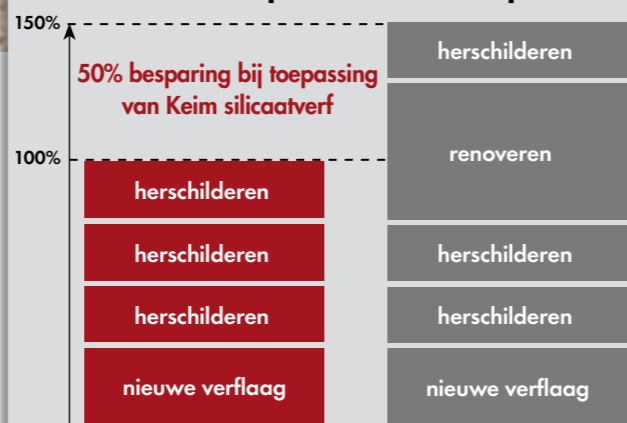 150%
50% besparing bij toepassing
van Keim silicaatverf
100%
herschilderen
herschilderen
herschilderen
nieuwe verflaag
herschilderen
renoveren
herschilderen
herschilderen
nieuwe verflaag